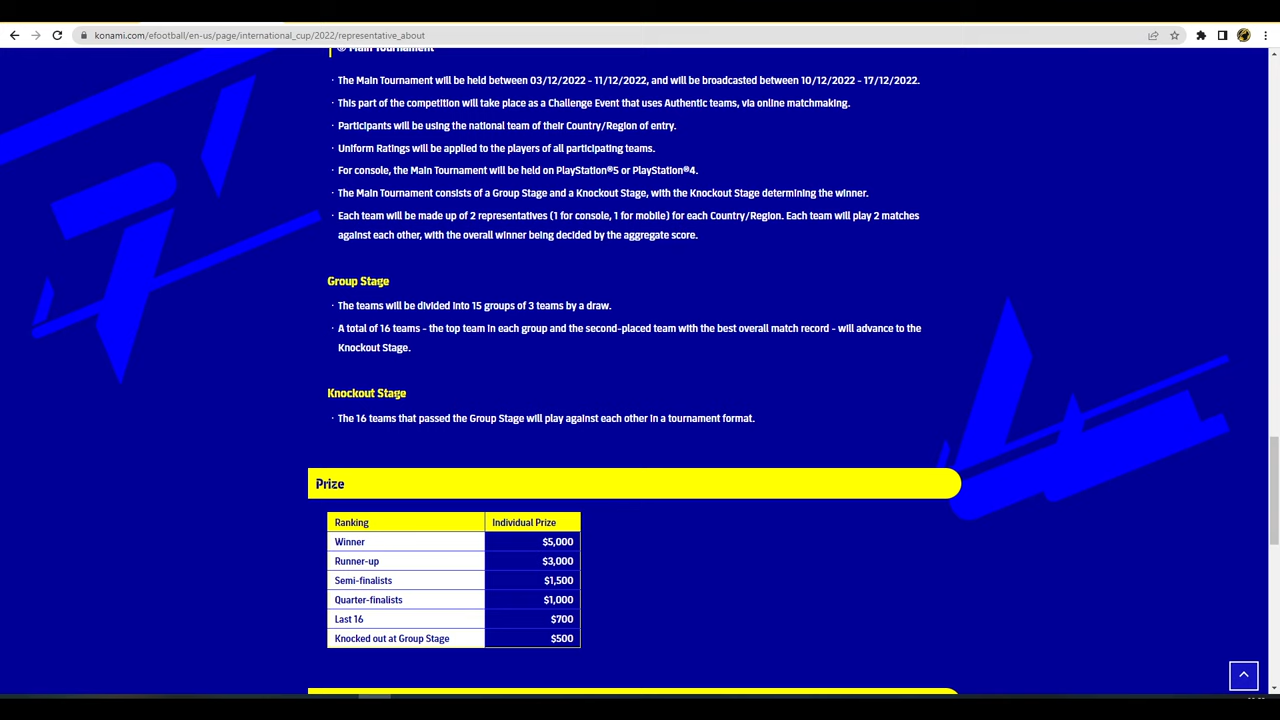 konami.com/efootball/en-us/page/international_cup/2022/representative_about
Main Tournament
· The Main Tournament will be held between 03/12/2022 - 11/12/2022, and will be broadcasted between 10/12/2022 - 17/12/2022.
· This part of the competition will take place as a Challenge Event that uses Authentic teams, via online matchmaking.
· Participants will be using the national team of their Country/Region of entry.
· Uniform Ratings will be applied to the players of all participating teams.
· For console, the Main Tournament will be held on PlayStation®5 or PlayStation®4.
· The Main Tournament consists of a Group Stage and a Knockout Stage, with the Knockout Stage determining the winner.
· Each team will be made up of 2 representatives (1 for console, 1 for mobile) for each Country/Region. Each team will play 2 matches
against each other, with the overall winner being decided by the aggregate score.
Group Stage
· The teams will be divided into 15 groups of 3 teams by a draw.
· A total of 16 teams - the top team in each group and the second-placed team with the best overall match record - will advance to the
Knockout Stage.
Knockout Stage
· The 16 teams that passed the Group Stage will play against each other in a tournament format.
Prize
Ranking Individual Prize
Winner $5,000
Runner-up $3,000
Semi-finalists $1,500
Quarter-finalists $1,000
Last 16 $700
Knocked out at Group Stage $500